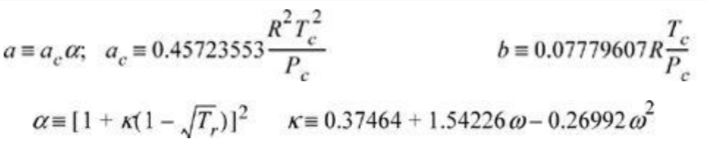 a ≡ a_c α; a_c ≡ 0.45723553 R²T_c²/P_c b ≡ 0.07779607R T_c/P_c
α ≡ [1 + κ(1 – √T_r)]² κ ≡ 0.37464 + 1.54226ω – 0.26992ω²